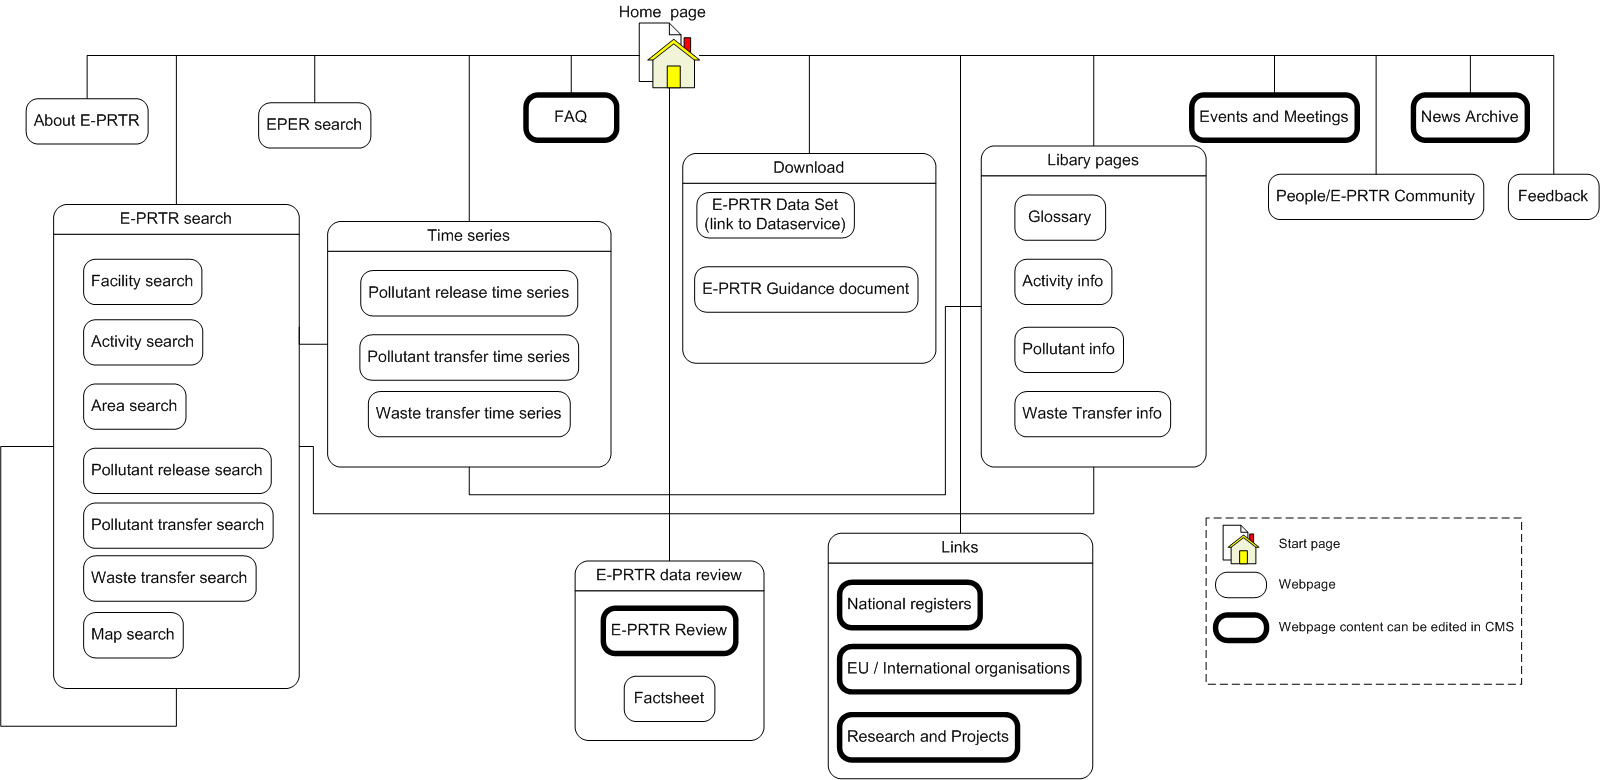 Home page
About E-PRTR
EPER search
FAQ
Events and Meetings
News Archive
People/E-PRTR Community
Feedback
E-PRTR search
Facility search
Activity search
Area search
Pollutant release search
Pollutant transfer search
Waste transfer search
Map search
Time series
Pollutant release time series
Pollutant transfer time series
Waste transfer time series
Download
E-PRTR Data Set
(link to Dataservice)
E-PRTR Guidance document
Libary pages
Glossary
Activity info
Pollutant info
Waste Transfer info
E-PRTR data review
E-PRTR Review
Factsheet
Links
National registers
EU / International organisations
Research and Projects
Start page
Webpage
Webpage content can be edited in CMS